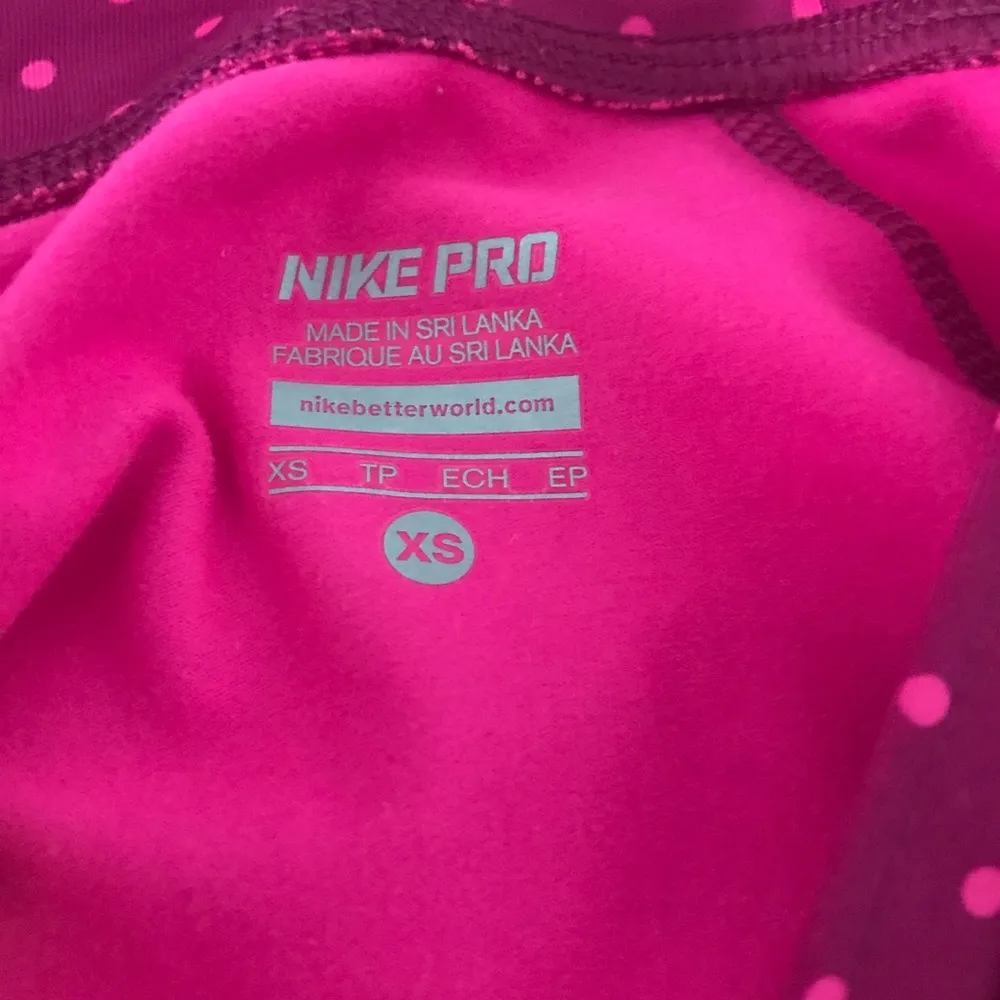 NIKE PRO
MADE IN SRI LANKA
FABRIQUE AU SRI LANKA
nikebetterworld.com
XS TP ECH EP
XS